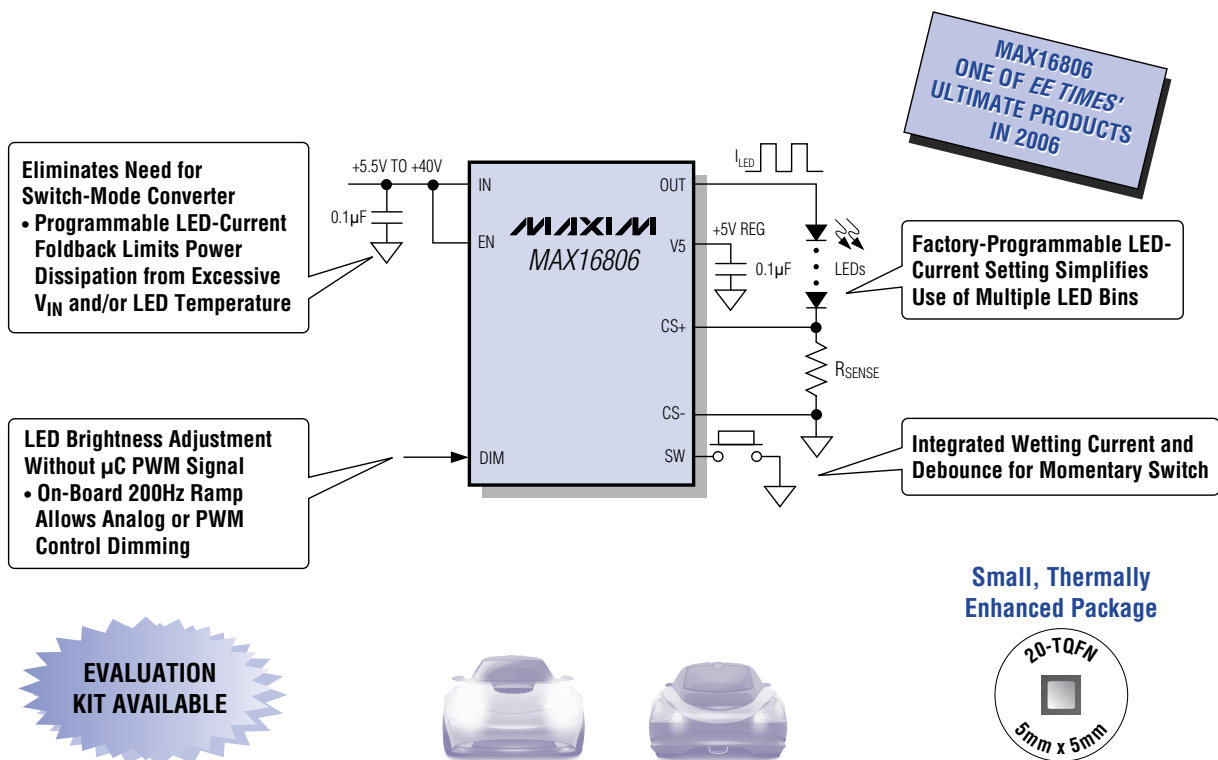 MAX16806
ONE OF EE TIMES'
ULTIMATE PRODUCTS
IN 2006
Eliminates Need for
Switch-Mode Converter
• Programmable LED-Current
Foldback Limits Power
Dissipation from Excessive
VIN and/or LED Temperature
+5.5V TO +40V
0.1µF
IN
EN
MAXIM
MAX16806
OUT
V5
CS+
CS-
SW
DIM
ILED
+5V REG
0.1µF
LEDs
RSENSE
Factory-Programmable LED-
Current Setting Simplifies
Use of Multiple LED Bins
LED Brightness Adjustment
Without µC PWM Signal
• On-Board 200Hz Ramp
Allows Analog or PWM
Control Dimming
Integrated Wetting Current and
Debounce for Momentary Switch
EVALUATION
KIT AVAILABLE
Small, Thermally
Enhanced Package
20-TQFN
5mm x 5mm